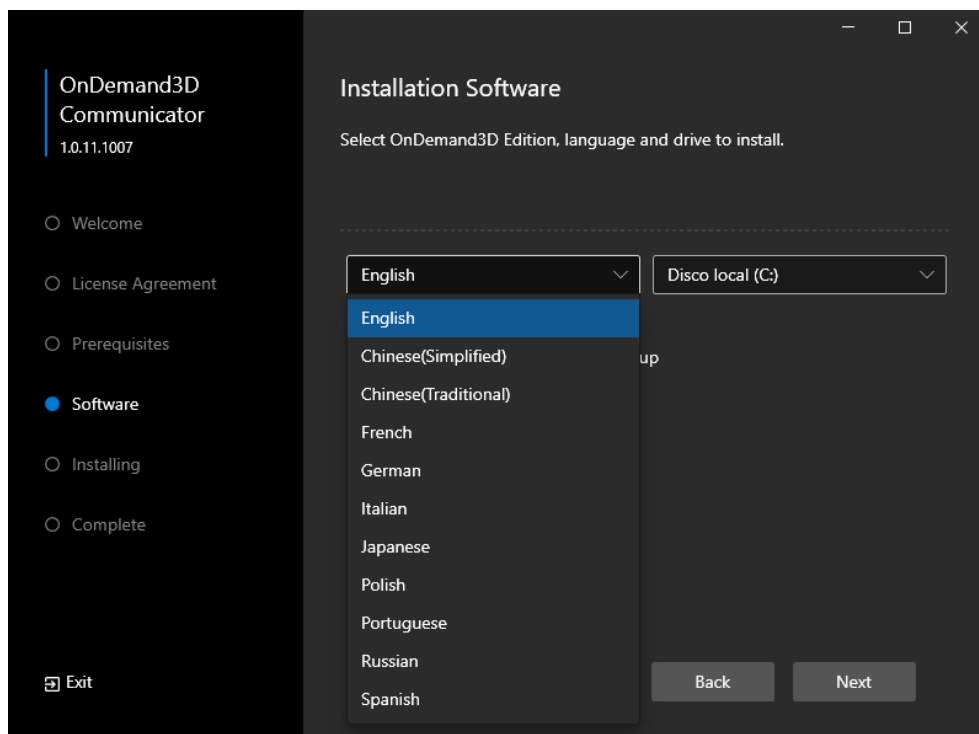 OnDemand3D
Communicator
1.0.11.1007
Welcome
License Agreement
Prerequisites
Software
Installing
Complete
Exit
Installation Software
Select OnDemand3D Edition, language and drive to install.
English
Disco local (C:)
English
Chinese(Simplified)
up
Chinese(Traditional)
French
German
Italian
Japanese
Polish
Portuguese
Russian
Spanish
Back
Next